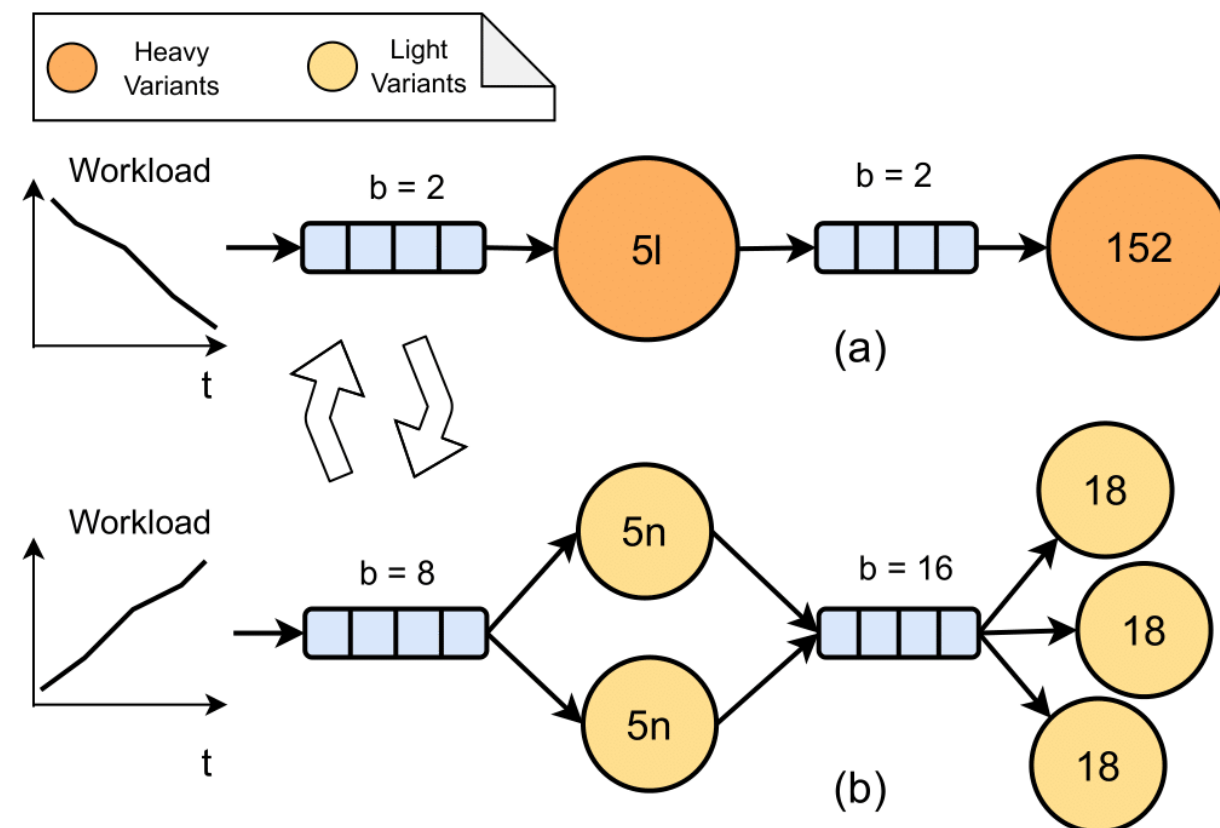 Heavy
Variants
Light
Variants
Workload
t
b = 2
5l
b = 2
152
(a)
Workload
t
b = 8
5n
5n
b = 16
18
18
18
(b)